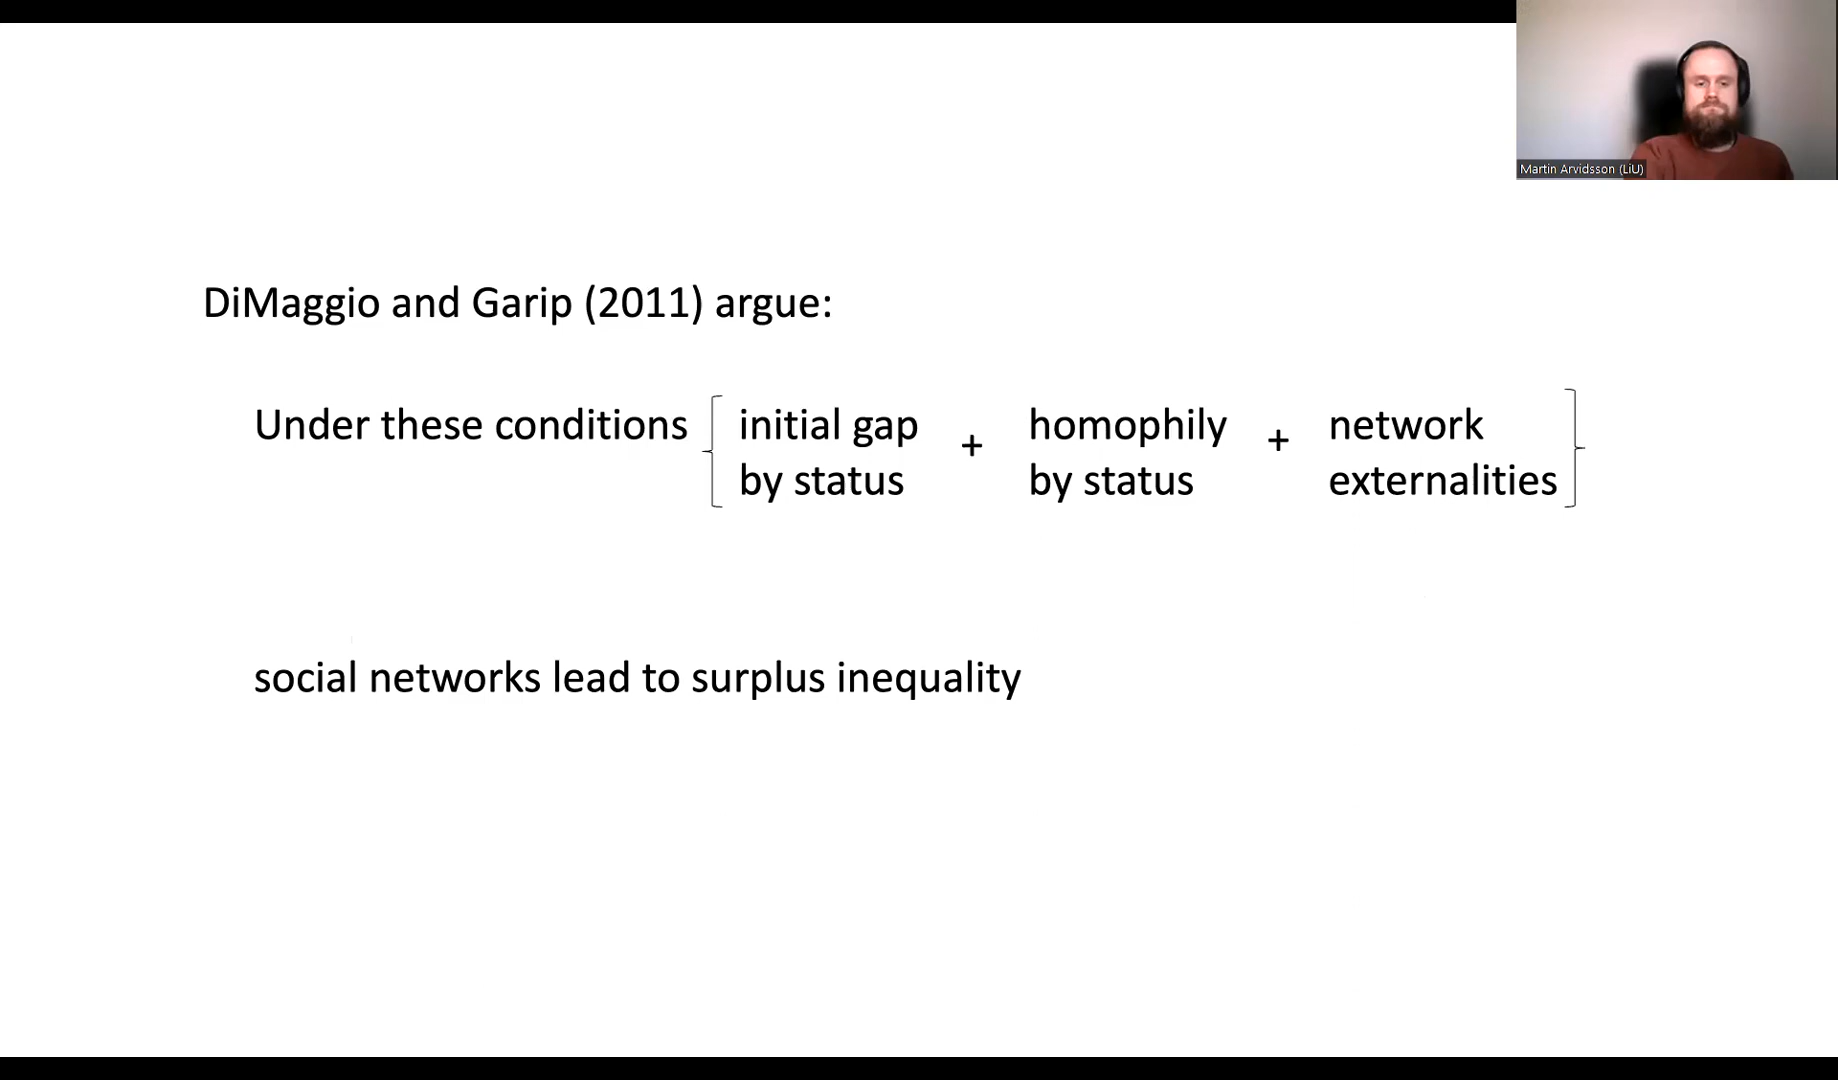 Martin Arvidsson (LiU)
DiMaggio and Garip (2011) argue:
Under these conditions initial gap by status + homophily by status + network externalities
social networks lead to surplus inequality